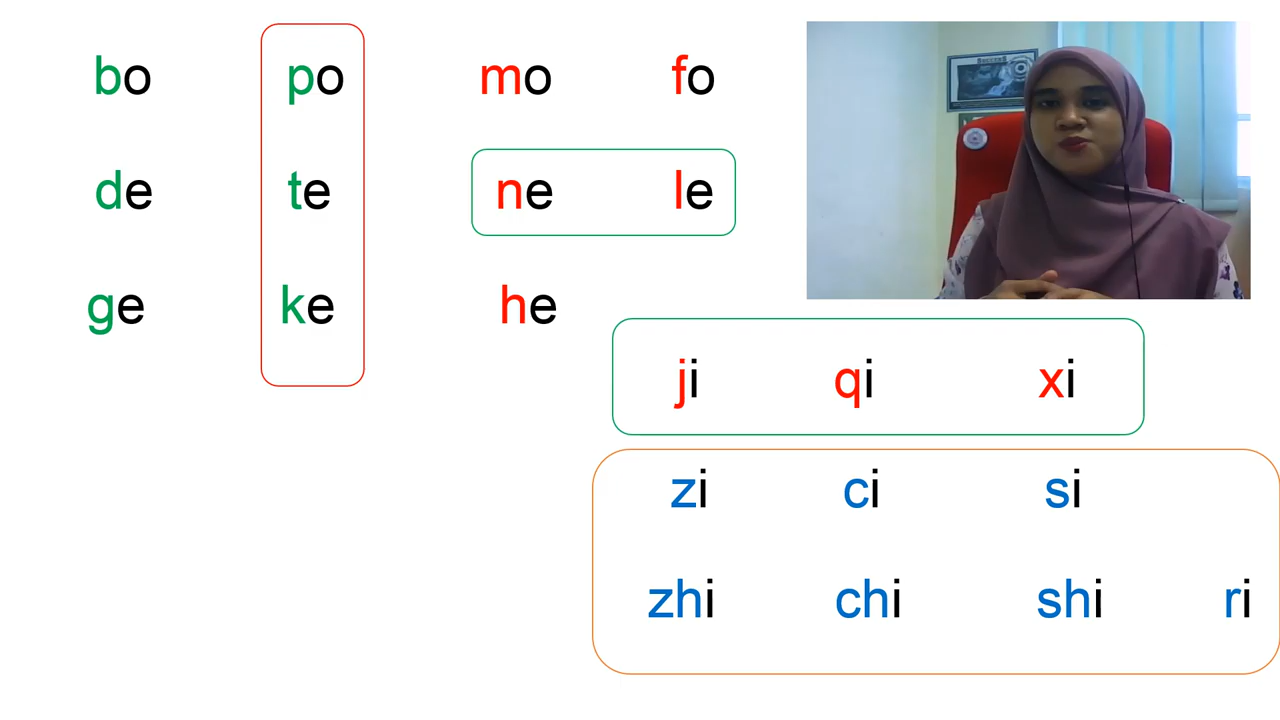 bo po mo fo
de te ne le
ge ke he
ji qi xi
zi ci si
zhi chi shi ri